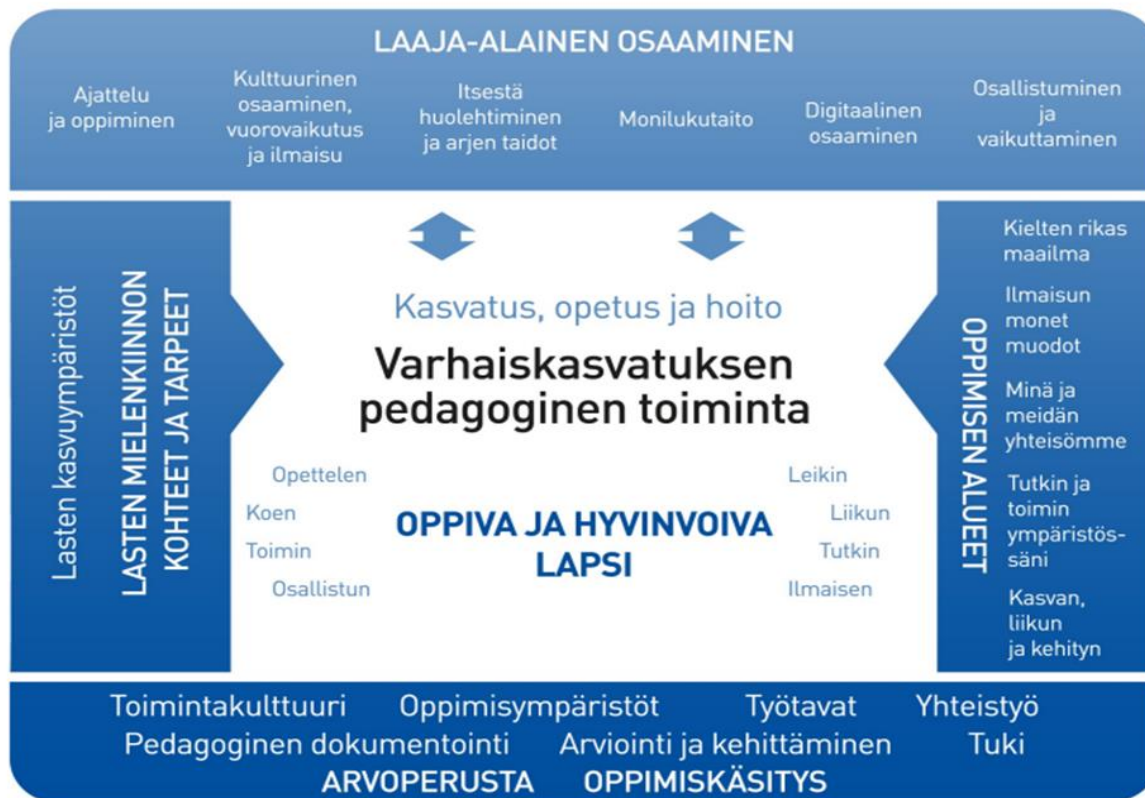 LAAJA-ALAINEN OSAAMINEN
Ajattelu
ja oppiminen
Kulttuurinen
osaaminen,
vuorovaikutus
ja ilmaisu
Itsestä
huolehtiminen
ja arjen taidot
Monilukutaito
Digitaalinen
osaaminen
Osallistuminen
ja
vaikuttaminen
Lasten kasvuympäristöt
LASTEN MIELENKIINNON
KOHTEET JA TARPEET
Kasvatus, opetus ja hoito
Varhaiskasvatuksen
pedagoginen toiminta
Opettelen
Koen
Toimin
Osallistun
OPPIVA JA HYVINVOIVA
LAPSI
Leikin
Liikun
Tutkin
Ilmaisen
OPPIMISEN ALUEET
Kielten rikas
maailma
Ilmaisun
monet
muodot
Minä ja
meidän
yhteisömme
Tutkin ja
toimin
ympäristös-
säni
Kasvan,
liikun
ja kehityn
Toimintakulttuuri Oppimisympäristöt Työtavat Yhteistyö
Pedagoginen dokumentointi Arviointi ja kehittäminen Tuki
ARVOPERUSTA OPPIMISKÄSITYS